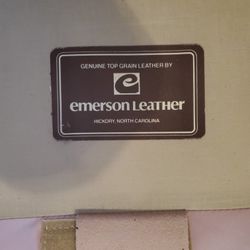 GENUINE TOP GRAIN LEATHER BY
e
emerson LEATHER
HICKORY, NORTH CAROLINA